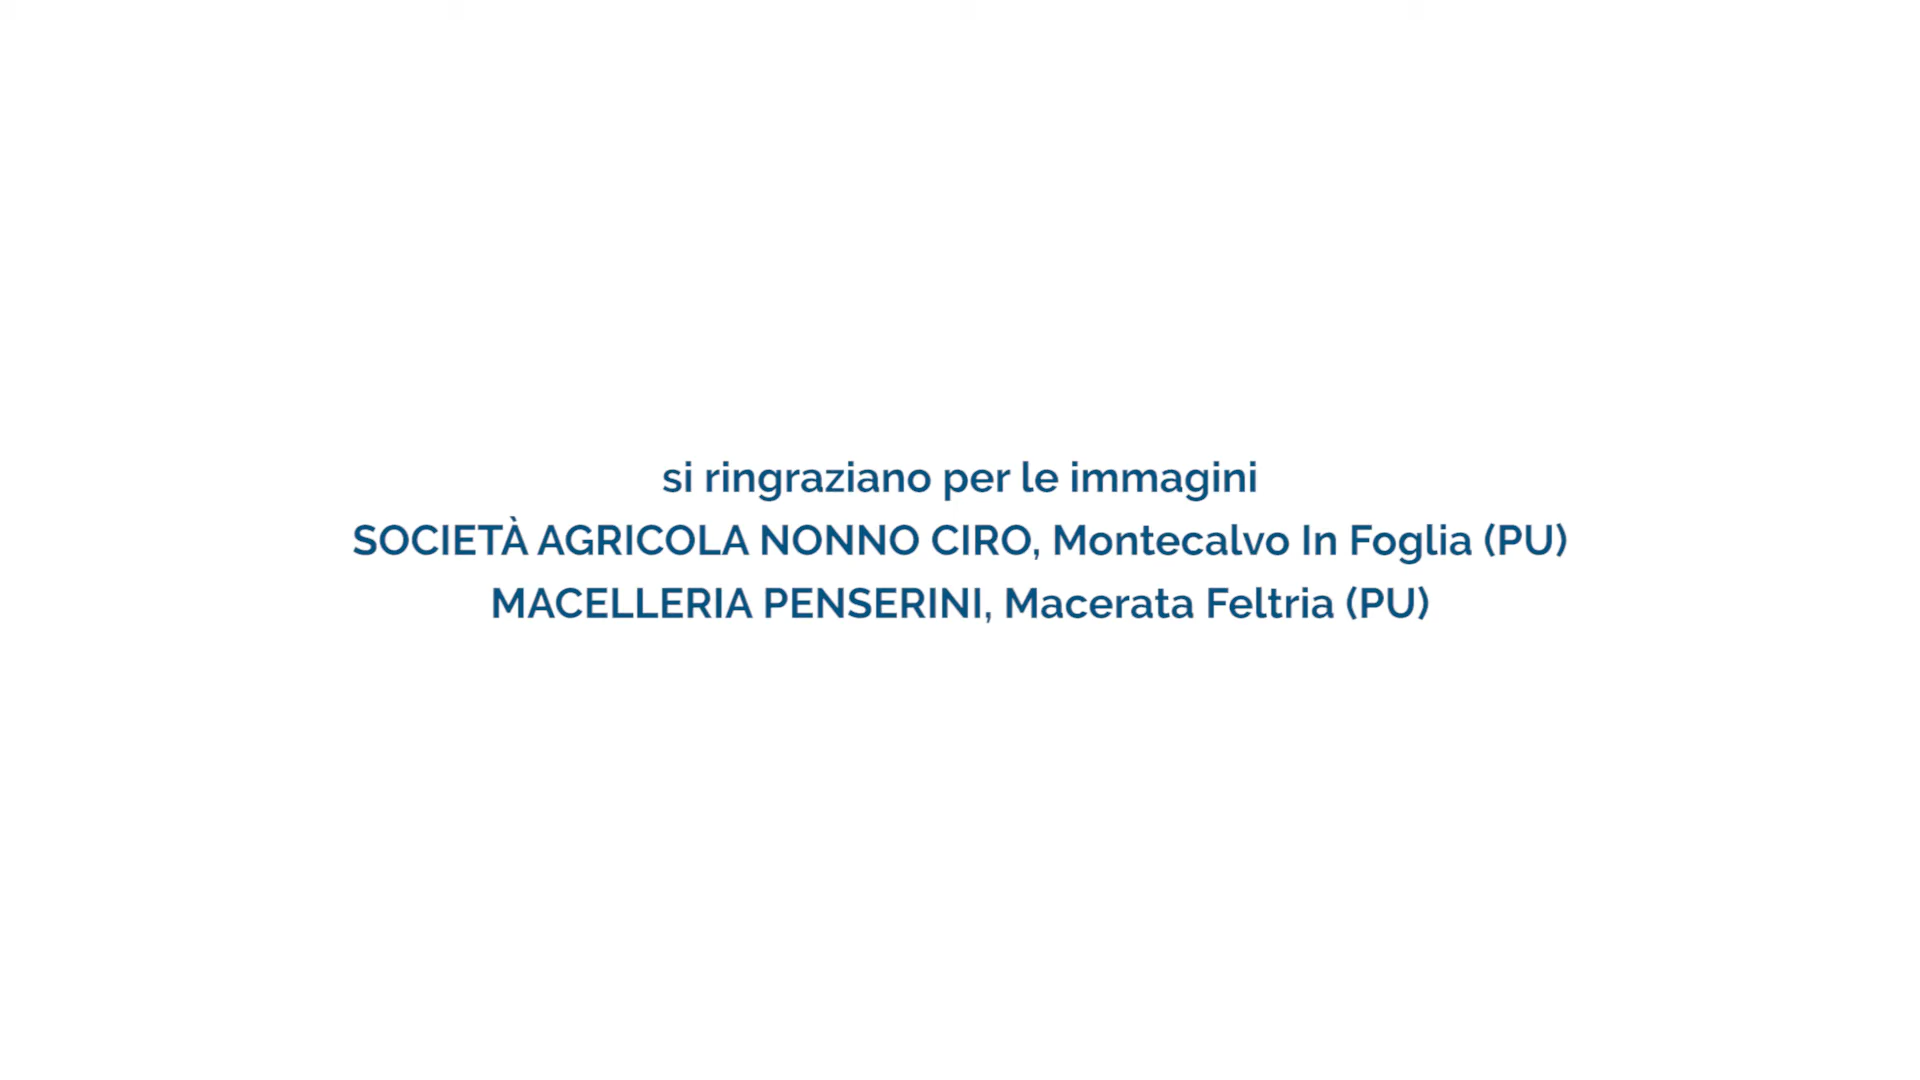 si ringraziano per le immagini
SOCIETÀ AGRICOLA NONNO CIRO, Montecalvo In Foglia (PU)
MACELLERIA PENSERINI, Macerata Feltria (PU)